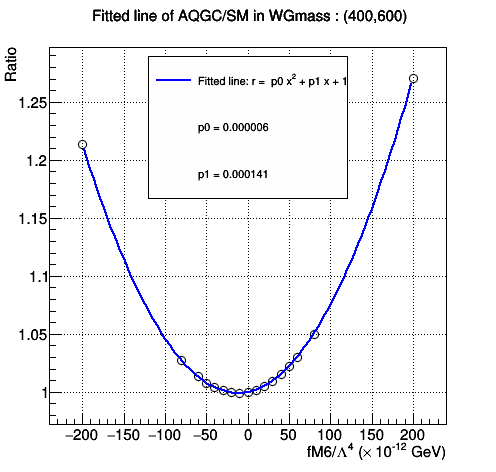 Fitted line of AQGC/SM in WGmass : (400,600)
Ratio
Fitted line: r = p0 x² + p1 x + 1
p0 = 0.000006
p1 = 0.000141
1.25
1.2
1.15
1.1
1.05
1
−200 −150 −100 −50 0 50 100 150 200
fM6/Λ⁴ (× 10⁻¹² GeV)